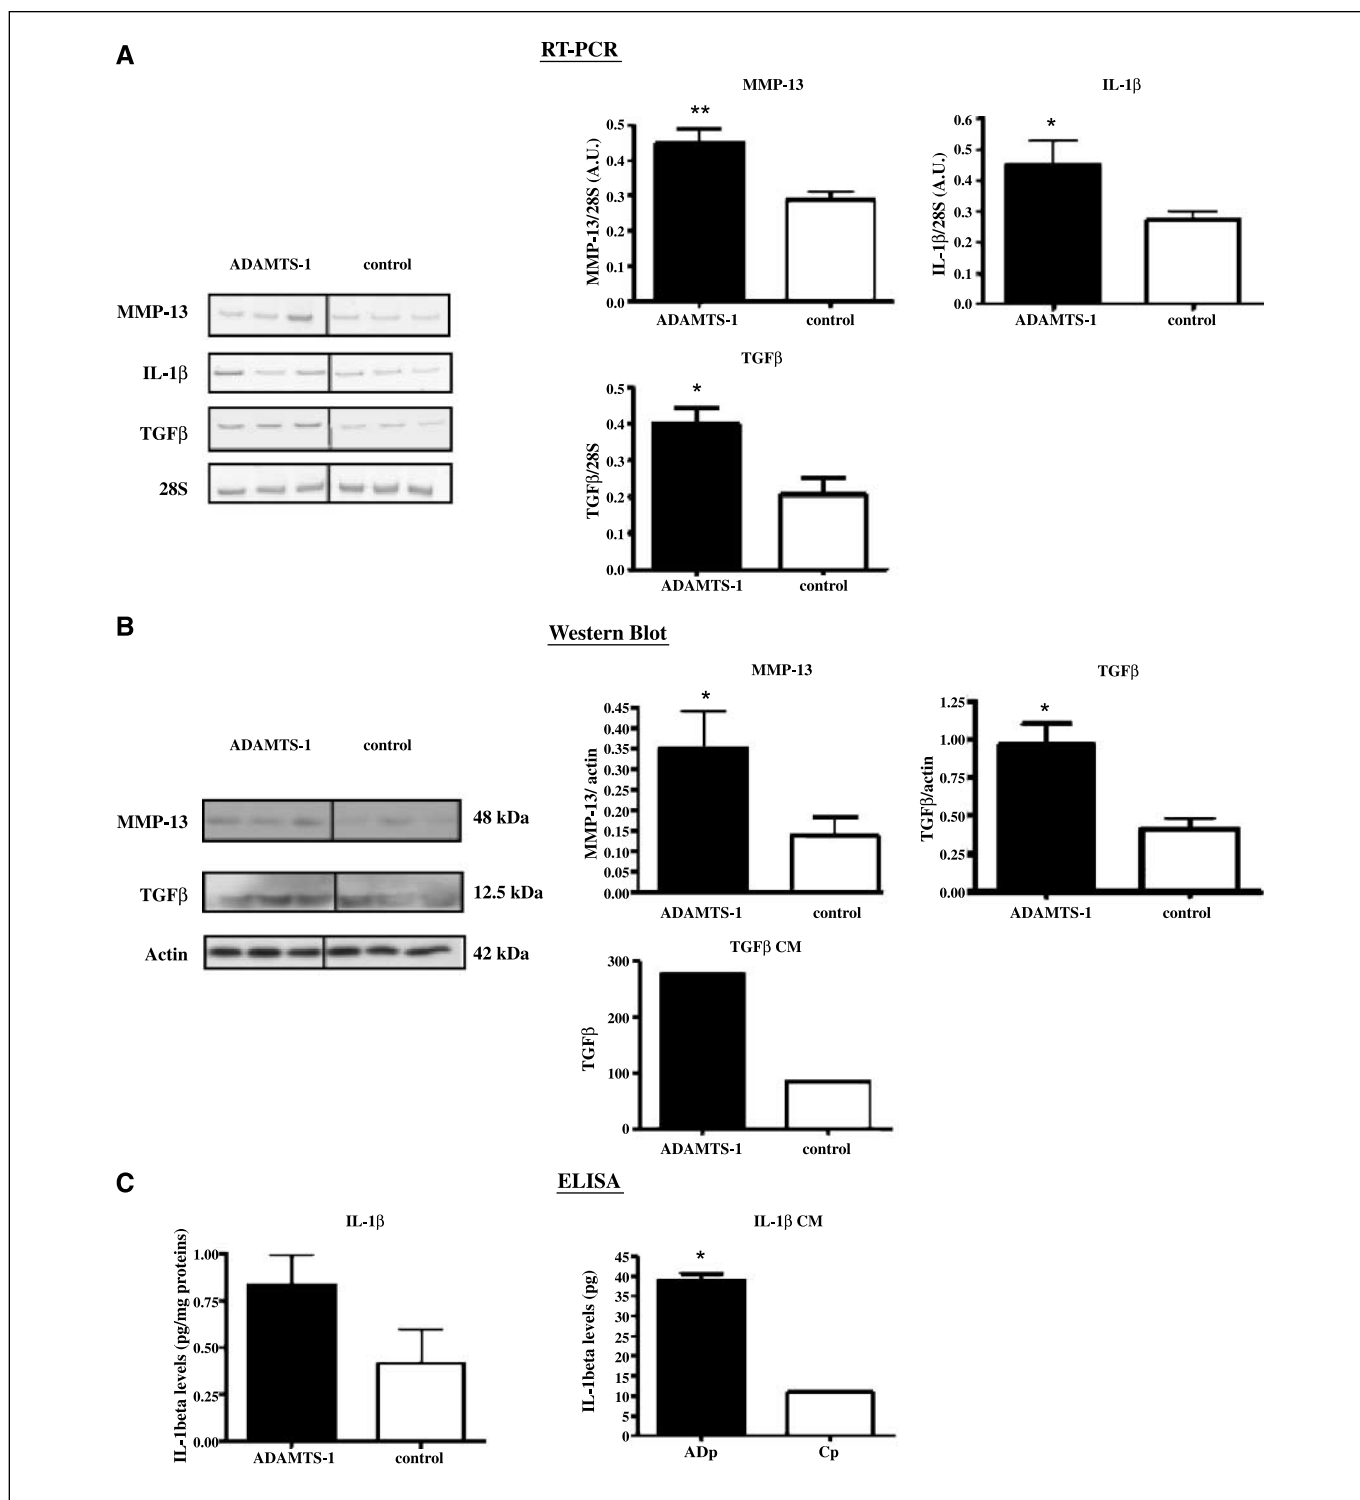 A
RT-PCR
ADAMTS-1 control
MMP-13
IL-1β
TGFβ
28S
MMP-13
**
MMP-13/28S (A.U.)
0.5
0.4
0.3
0.2
0.1
0.0
ADAMTS-1 control
IL-1β
*
IL-1β/28S (A.U.)
0.6
0.5
0.4
0.3
0.2
0.1
0.0
ADAMTS-1 control
TGFβ
*
TGFβ/28S
0.5
0.4
0.3
0.2
0.1
0.0
ADAMTS-1 control
B
Western Blot
ADAMTS-1 control
MMP-13 48 kDa
TGFβ 12.5 kDa
Actin 42 kDa
MMP-13
*
MMP-13/ actin
0.45
0.40
0.35
0.30
0.25
0.20
0.15
0.10
0.05
0.00
ADAMTS-1 control
TGFβ
*
TGFβ/actin
1.25
1.00
0.75
0.50
0.25
0.00
ADAMTS-1 control
TGFβ CM
TGFβ
300
200
100
0
ADAMTS-1 control
C
ELISA
IL-1β
IL-1beta levels (pg/mg proteins)
1.00
0.75
0.50
0.25
0.00
ADAMTS-1 control
IL-1β CM
*
IL-1beta levels (pg)
45
40
35
30
25
20
15
10
5
0
ADp Cp